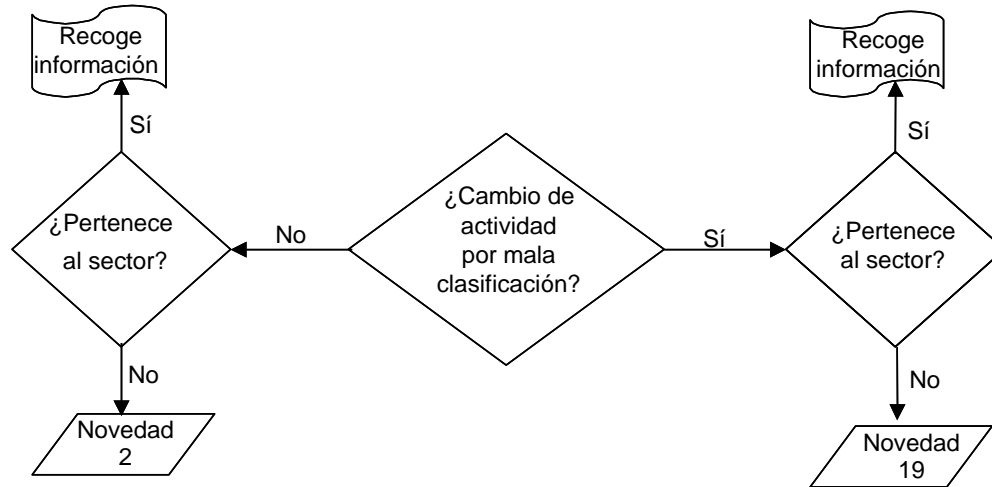 Recoge
información
Sí
¿Pertenece
al sector?
No
Novedad
2
No
¿Cambio de
actividad
por mala
clasificación?
Sí
Recoge
información
Sí
¿Pertenece
al sector?
No
Novedad
19